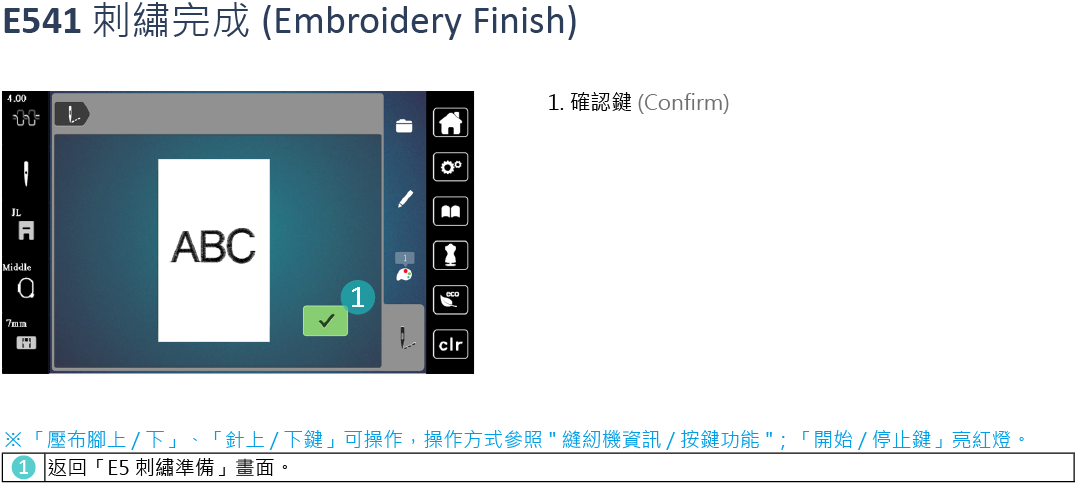 E541 刺繡完成 (Embroidery Finish)
4.00
JL
Middle
7mm
ABC
1
1
eco
clr
1. 確認鍵 (Confirm)
※「壓布腳上 / 下」、「針上 / 下鍵」可操作，操作方式參照 " 縫紉機資訊 / 按鍵功能 "；「開始 / 停止鍵」亮紅燈。
1 返回「E5 刺繡準備」畫面。